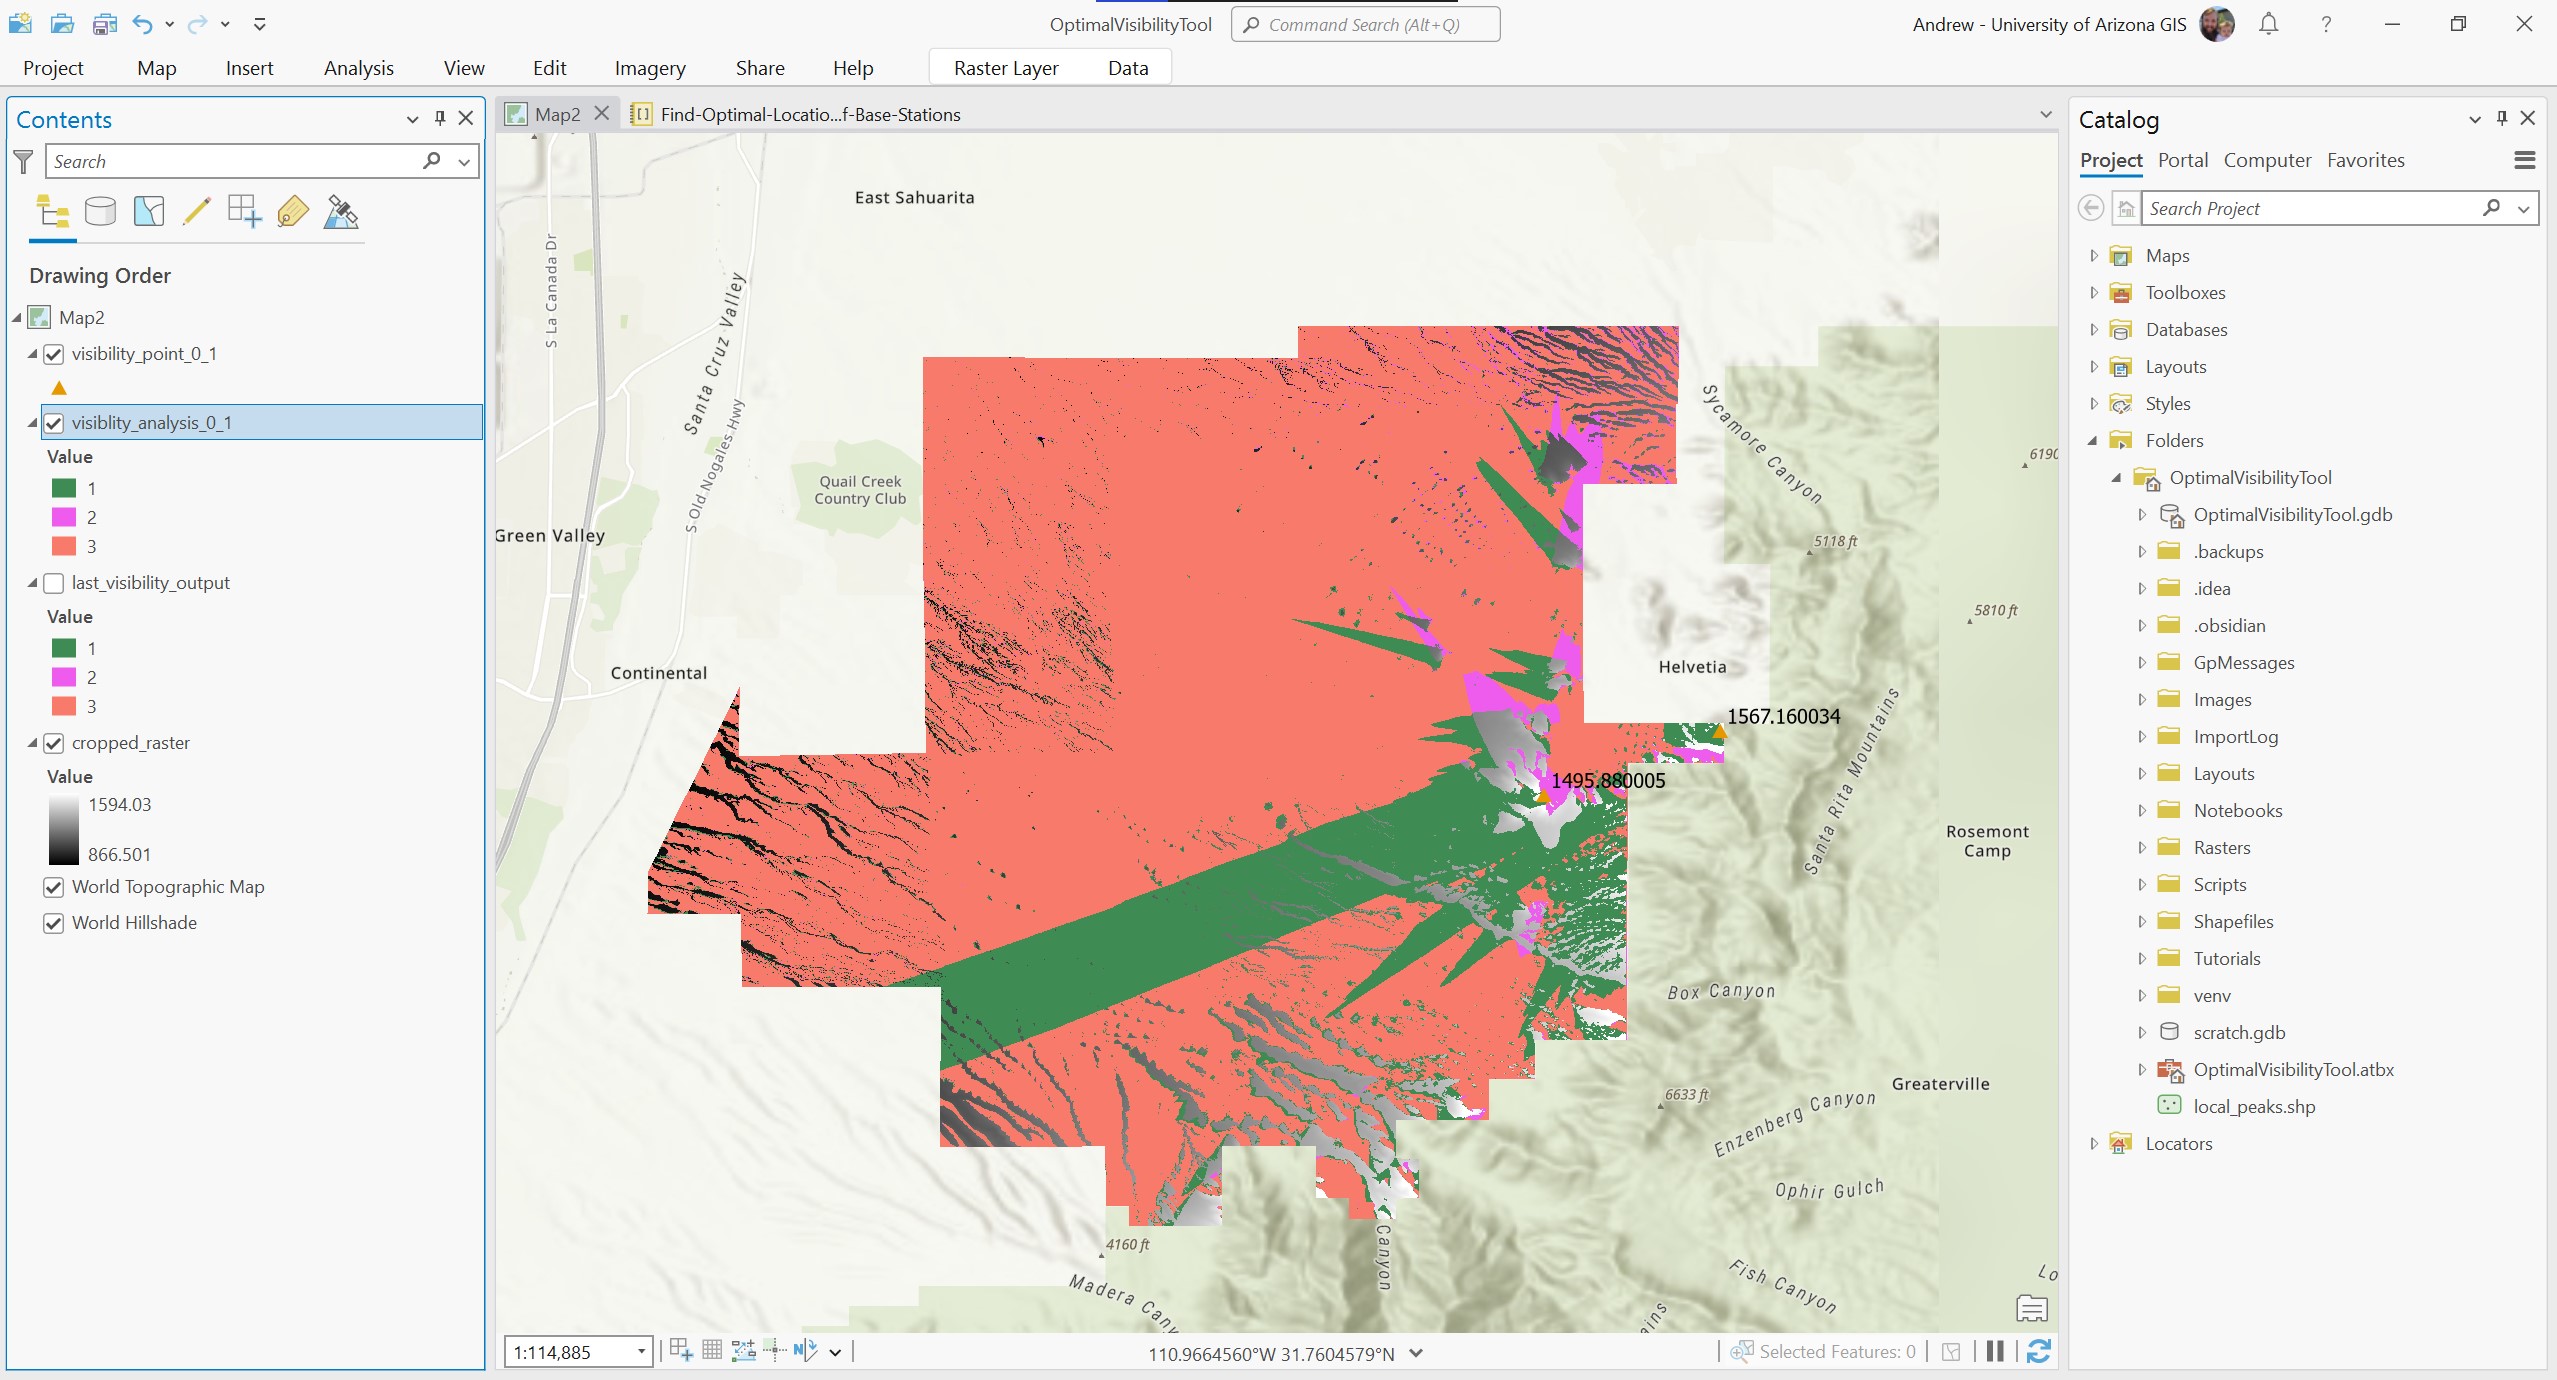 OptimalVisibilityTool
Command Search (Alt+Q)
Andrew - University of Arizona GIS
Project
Map
Insert
Analysis
View
Edit
Imagery
Share
Help
Raster Layer
Data
Contents
Search
Drawing Order
Map2
visibility_point_0_1
visiblity_analysis_0_1
Value
1
2
3
last_visibility_output
Value
1
2
3
cropped_raster
Value
1594.03
866.501
World Topographic Map
World Hillshade
Map2
Find-Optimal-Locatio...f-Base-Stations
East Sahuarita
S La Canada Dr
Santa Cruz Valley
S Old Nogales Hwy
Quail Creek
Country Club
Green Valley
Continental
Sycamore Canyon
6190
5118 ft
5810 ft
Helvetia
1567.160034
1495.880005
Santa Rita Mountains
Rosemont
Camp
Box Canyon
6633 ft
Greaterville
Enzenberg Canyon
Ophir Gulch
Canyon
4160 ft
Madera Cany
Fish Canyon
Lo
ains
1:114,885
110.9664560°W 31.7604579°N
Selected Features: 0
Catalog
Project
Portal
Computer
Favorites
Search Project
Maps
Toolboxes
Databases
Layouts
Styles
Folders
OptimalVisibilityTool
OptimalVisibilityTool.gdb
.backups
.idea
.obsidian
GpMessages
Images
ImportLog
Layouts
Notebooks
Rasters
Scripts
Shapefiles
Tutorials
venv
scratch.gdb
OptimalVisibilityTool.atbx
local_peaks.shp
Locators